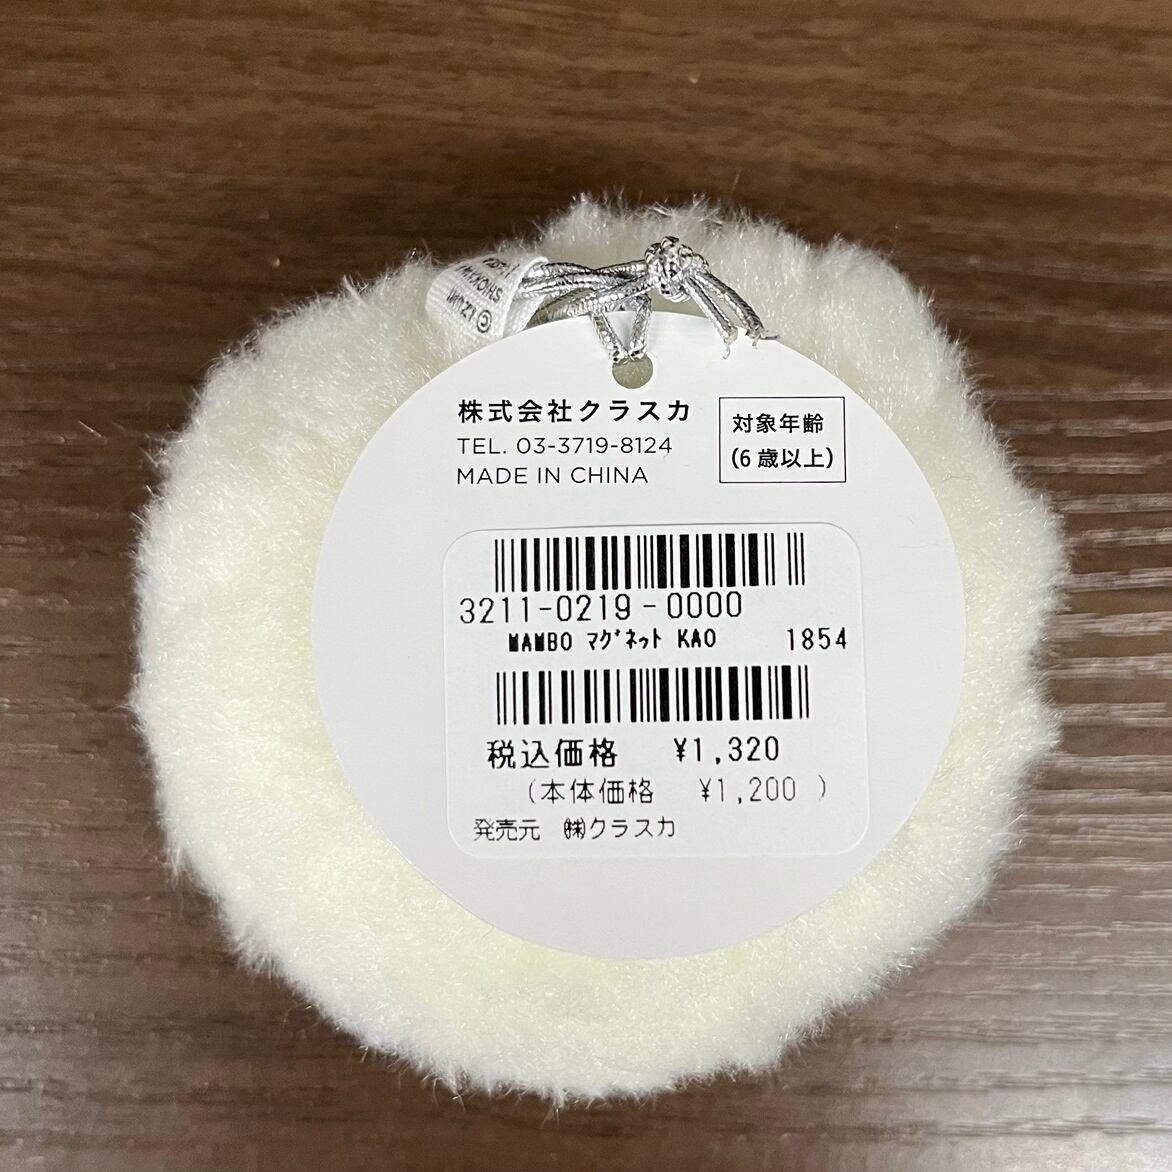 © IZUMI
SHIOKAWA
株式会社クラスカ
TEL. 03-3719-8124
MADE IN CHINA
対象年齢
(6歳以上)
3211-0219-0000
MAMBO マグネット KAO 1854
税込価格 ¥1,320
(本体価格 ¥1,200 )
発売元 ㈱クラスカ